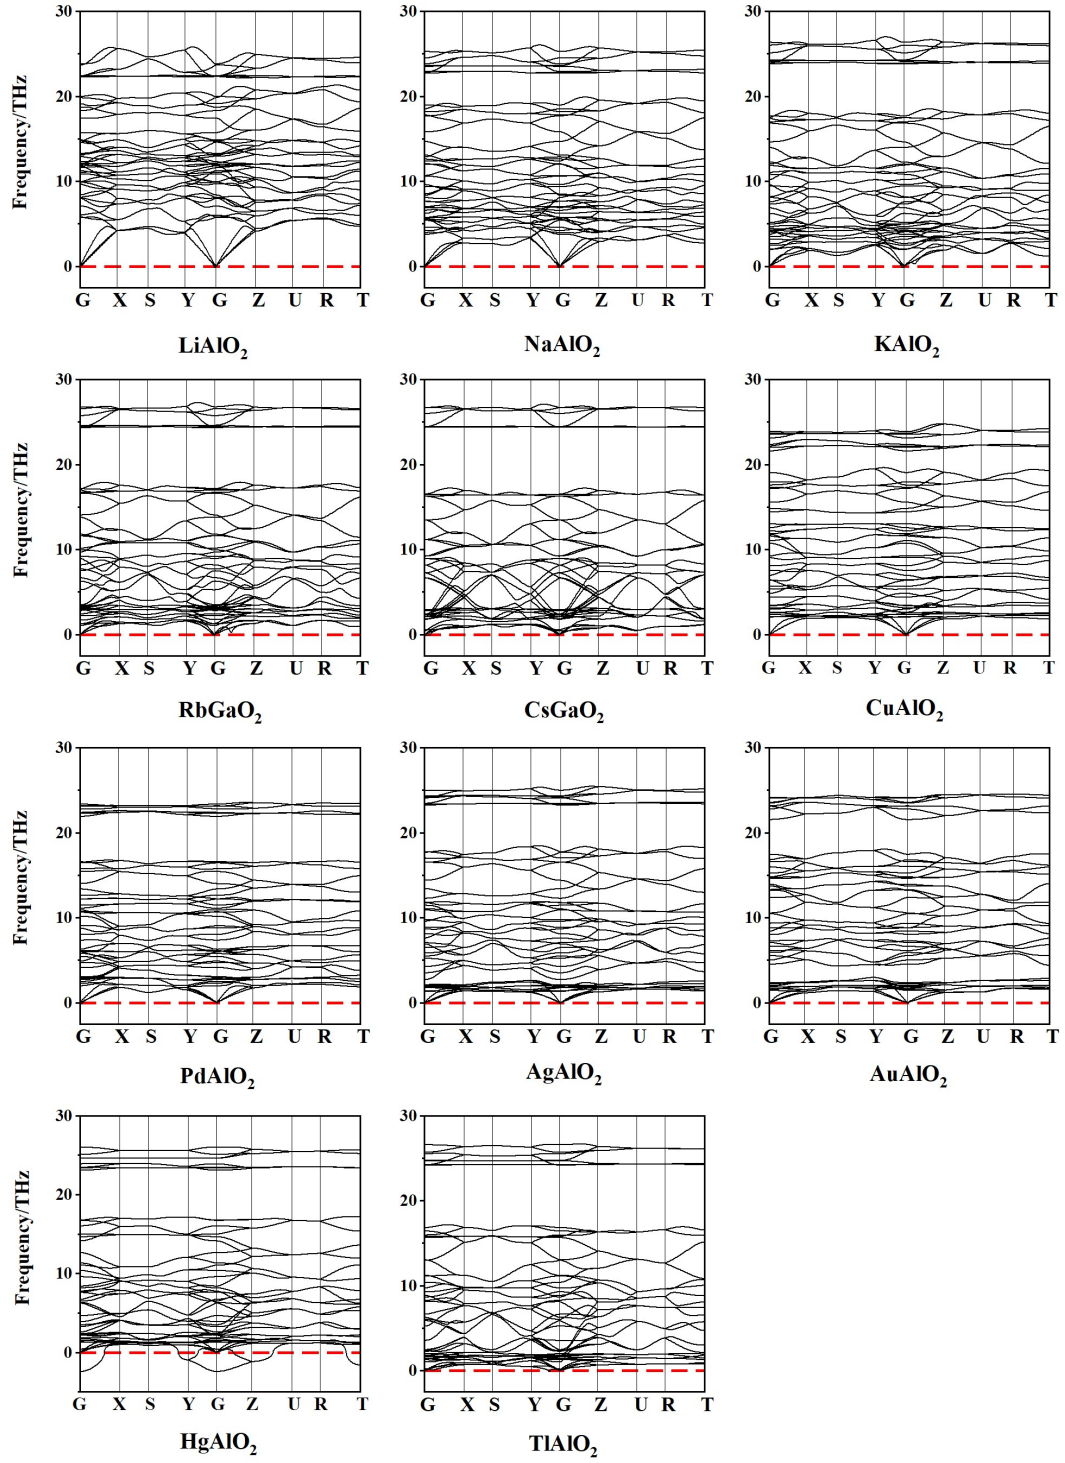 Frequency/THz
30
20
10
0
G X S Y G Z U R T
LiAlO₂
30
20
10
0
G X S Y G Z U R T
NaAlO₂
30
20
10
0
G X S Y G Z U R T
KAlO₂
Frequency/THz
30
20
10
0
G X S Y G Z U R T
RbGaO₂
30
20
10
0
G X S Y G Z U R T
CsGaO₂
30
20
10
0
G X S Y G Z U R T
CuAlO₂
Frequency/THz
30
20
10
0
G X S Y G Z U R T
PdAlO₂
30
20
10
0
G X S Y G Z U R T
AgAlO₂
30
20
10
0
G X S Y G Z U R T
AuAlO₂
Frequency/THz
30
20
10
0
G X S Y G Z U R T
HgAlO₂
30
20
10
0
G X S Y G Z U R T
TlAlO₂